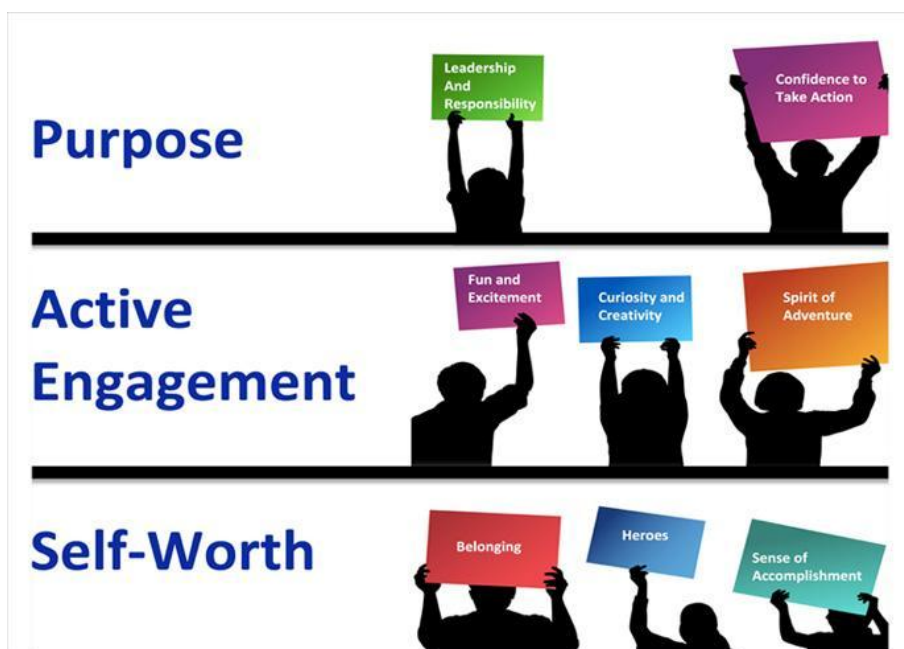 Purpose
Leadership
And
Responsibility
Confidence to
Take Action
Active
Engagement
Fun and
Excitement
Curiosity and
Creativity
Spirit of
Adventure
Self-Worth
Belonging
Heroes
Sense of
Accomplishment